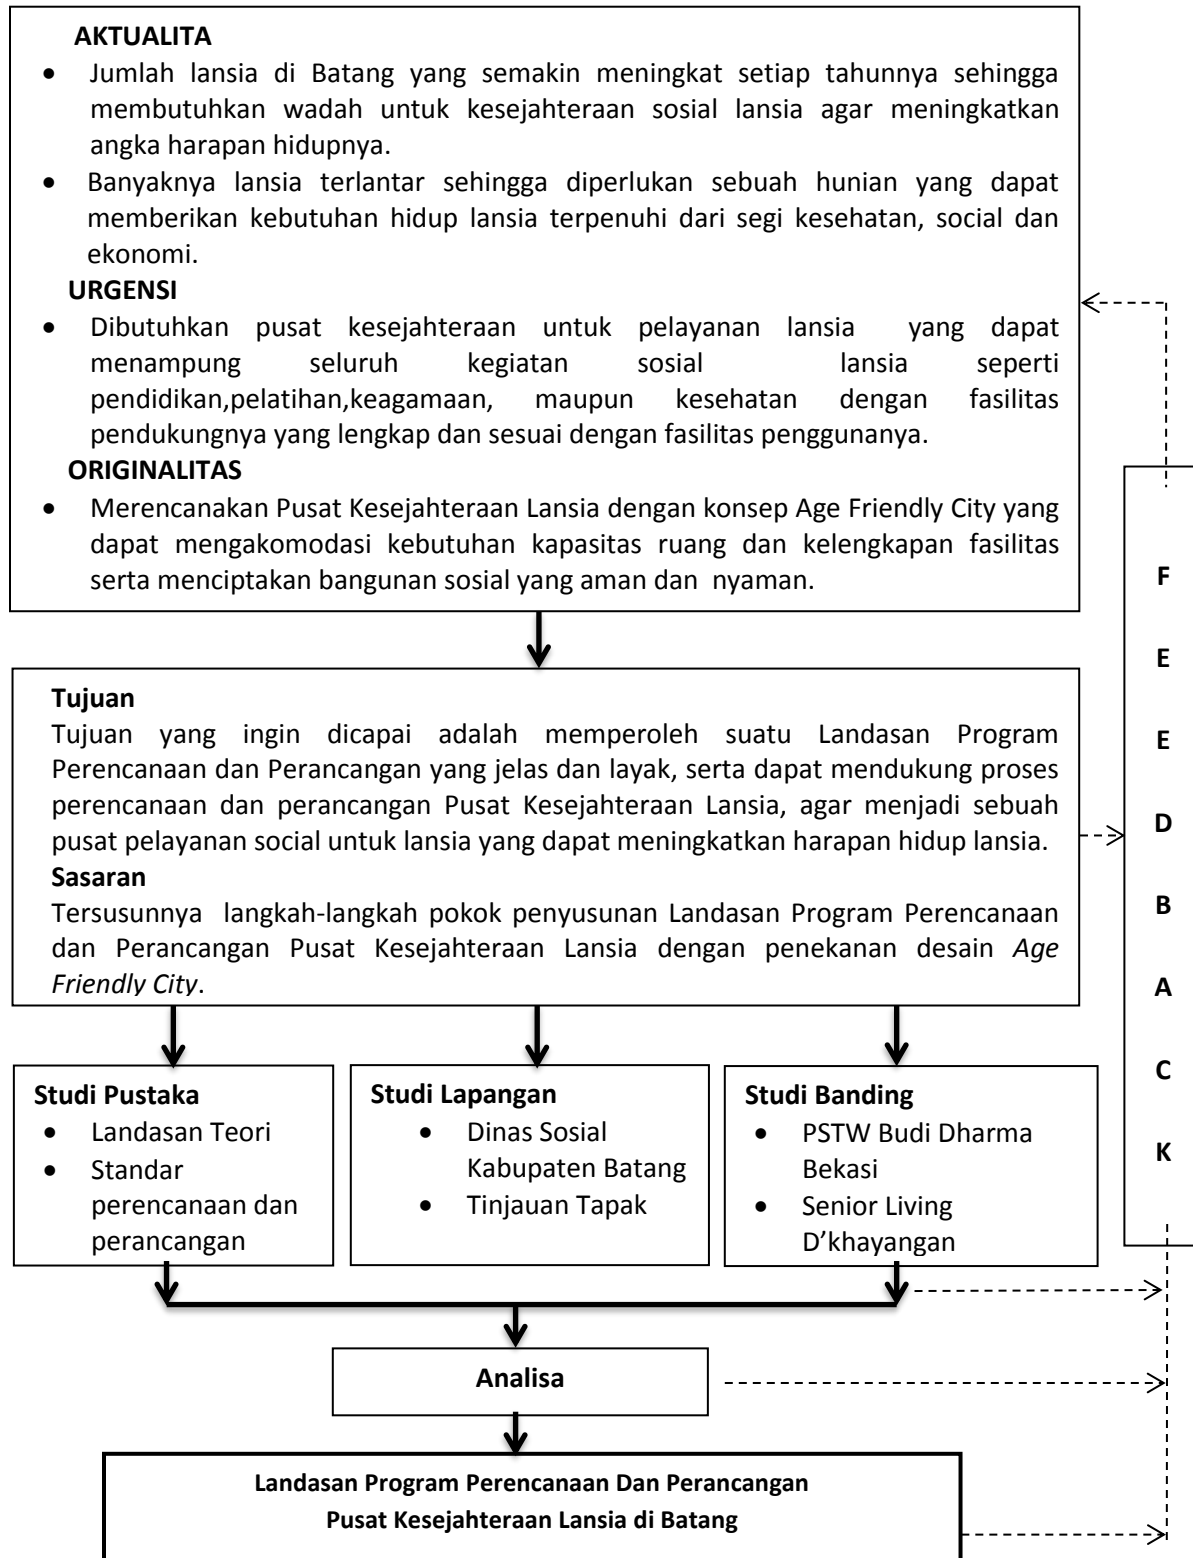 AKTUALITA
• Jumlah lansia di Batang yang semakin meningkat setiap tahunnya sehingga
membutuhkan wadah untuk kesejahteraan sosial lansia agar meningkatkan
angka harapan hidupnya.
• Banyaknya lansia terlantar sehingga diperlukan sebuah hunian yang dapat
memberikan kebutuhan hidup lansia terpenuhi dari segi kesehatan, social dan
ekonomi.
URGENSI
• Dibutuhkan pusat kesejahteraan untuk pelayanan lansia yang dapat
menampung seluruh kegiatan sosial lansia seperti
pendidikan,pelatihan,keagamaan, maupun kesehatan dengan fasilitas
pendukungnya yang lengkap dan sesuai dengan fasilitas penggunanya.
ORIGINALITAS
• Merencanakan Pusat Kesejahteraan Lansia dengan konsep Age Friendly City yang
dapat mengakomodasi kebutuhan kapasitas ruang dan kelengkapan fasilitas
serta menciptakan bangunan sosial yang aman dan nyaman.
Tujuan
Tujuan yang ingin dicapai adalah memperoleh suatu Landasan Program
Perencanaan dan Perancangan yang jelas dan layak, serta dapat mendukung proses
perencanaan dan perancangan Pusat Kesejahteraan Lansia, agar menjadi sebuah
pusat pelayanan social untuk lansia yang dapat meningkatkan harapan hidup lansia.
Sasaran
Tersusunnya langkah-langkah pokok penyusunan Landasan Program Perencanaan
dan Perancangan Pusat Kesejahteraan Lansia dengan penekanan desain Age
Friendly City.
Studi Pustaka
• Landasan Teori
• Standar
perencanaan dan
perancangan
Studi Lapangan
• Dinas Sosial
Kabupaten Batang
• Tinjauan Tapak
Studi Banding
• PSTW Budi Dharma
Bekasi
• Senior Living
D’khayangan
Analisa
Landasan Program Perencanaan Dan Perancangan
Pusat Kesejahteraan Lansia di Batang
F
E
E
D
B
A
C
K